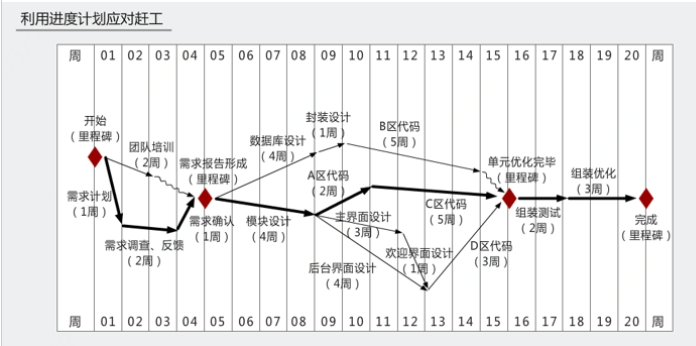 利用进度计划应对赶工
周 01 02 03 04 05 06 07 08 09 10 11 12 13 14 15 16 17 18 19 20 周
开始
（里程碑）
团队培训
（2周）
需求计划
（1周）
需求调查、反馈
（2周）
需求报告形成
（里程碑）
需求确认
（1周）
数据库设计
（4周）
封装设计
（1周）
B区代码
（5周）
模块设计
（4周）
A区代码
（2周）
C区代码
（5周）
主界面设计
（3周）
欢迎界面设计
（1周）
后台界面设计
（4周）
D区代码
（3周）
单元优化完毕
（里程碑）
组装测试
（2周）
组装优化
（3周）
完成
（里程碑）
周 01 02 03 04 05 06 07 08 09 10 11 12 13 14 15 16 17 18 19 20 周